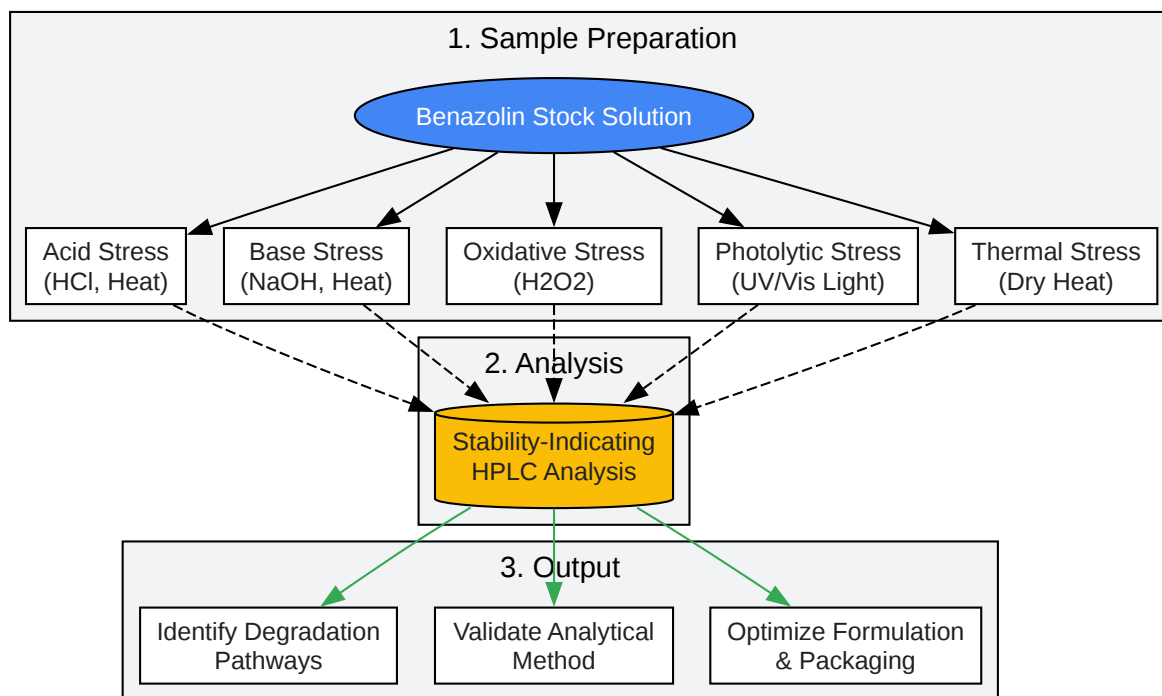 1. Sample Preparation
Benazolin Stock Solution
Acid Stress
(HCl, Heat)
Base Stress
(NaOH, Heat)
Oxidative Stress
(H2O2)
Photolytic Stress
(UV/Vis Light)
Thermal Stress
(Dry Heat)
2. Analysis
Stability-Indicating
HPLC Analysis
3. Output
Identify Degradation
Pathways
Validate Analytical
Method
Optimize Formulation
& Packaging